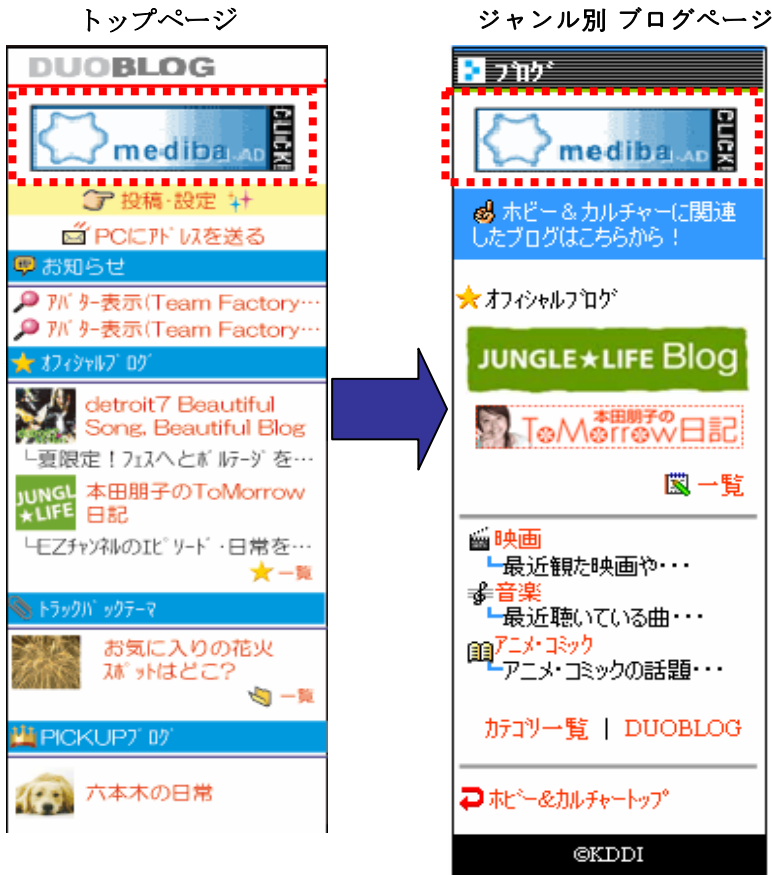 トップページ
DUOBLOG
mediba AD
CLICK!
投稿・設定
PCにｱﾄﾞﾚｽを送る
お知らせ
ｱﾊﾞﾀｰ表示(Team Factory…
ｱﾊﾞﾀｰ表示(Team Factory…
ｵﾌｨｼｬﾙﾌﾞﾛｸﾞ
detroit7 Beautiful
Song, Beautiful Blog
└夏限定！ﾌｪｽへとﾎﾞﾙﾃｰｼﾞを…
JUNGL
★LIFE
本田朋子のToMorrow
日記
└EZﾁｬﾝﾈﾙのｴﾋﾟｿｰﾄﾞ・日常を…
★一覧
ﾄﾗｯｸﾊﾞｯｸﾃｰﾏ
お気に入りの花火
ｽﾎﾟｯﾄはどこ?
一覧
PICKUPﾌﾞﾛｸﾞ
六本木の日常
ジャンル別 ブログページ
ﾌﾞﾛｸﾞ
mediba AD
CLICK!
ホビー＆カルチャーに関連
したブログはこちらから！
★ｵﾌｨｼｬﾙﾌﾞﾛｸﾞ
JUNGLE★LIFE Blog
本田朋子の
ToMorrow日記
一覧
映画
└最近観た映画や・・・
音楽
└最近聴いている曲・・・
ｱﾆﾒ・ｺﾐｯｸ
└アニメ・コミックの話題・・・
ｶﾃｺﾞﾘ一覧 | DUOBLOG
ﾎﾋﾞｰ&ｶﾙﾁｬｰﾄｯﾌﾟ
©KDDI